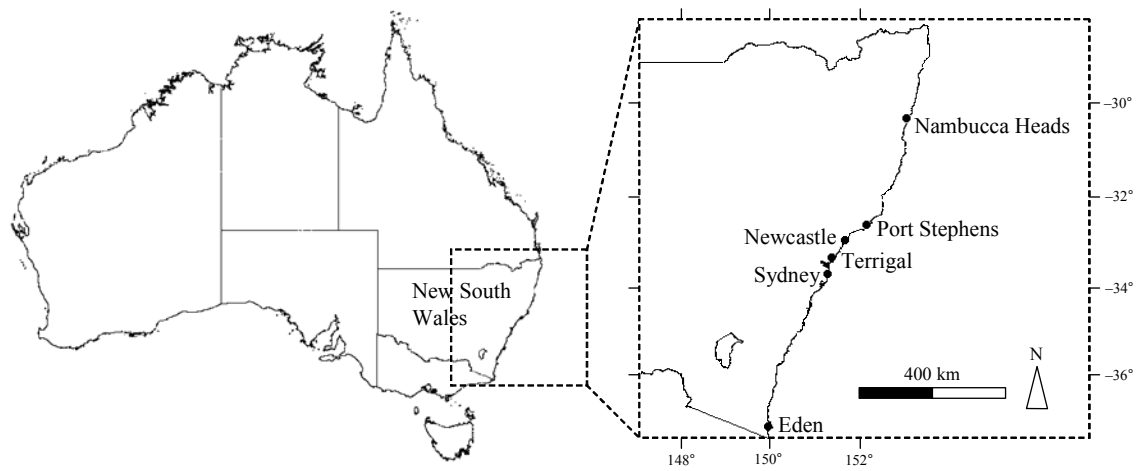 New South
Wales
Nambucca Heads
Port Stephens
Newcastle
Terrigal
Sydney
Eden
400 km
N
–30°
–32°
–34°
–36°
148°
150°
152°